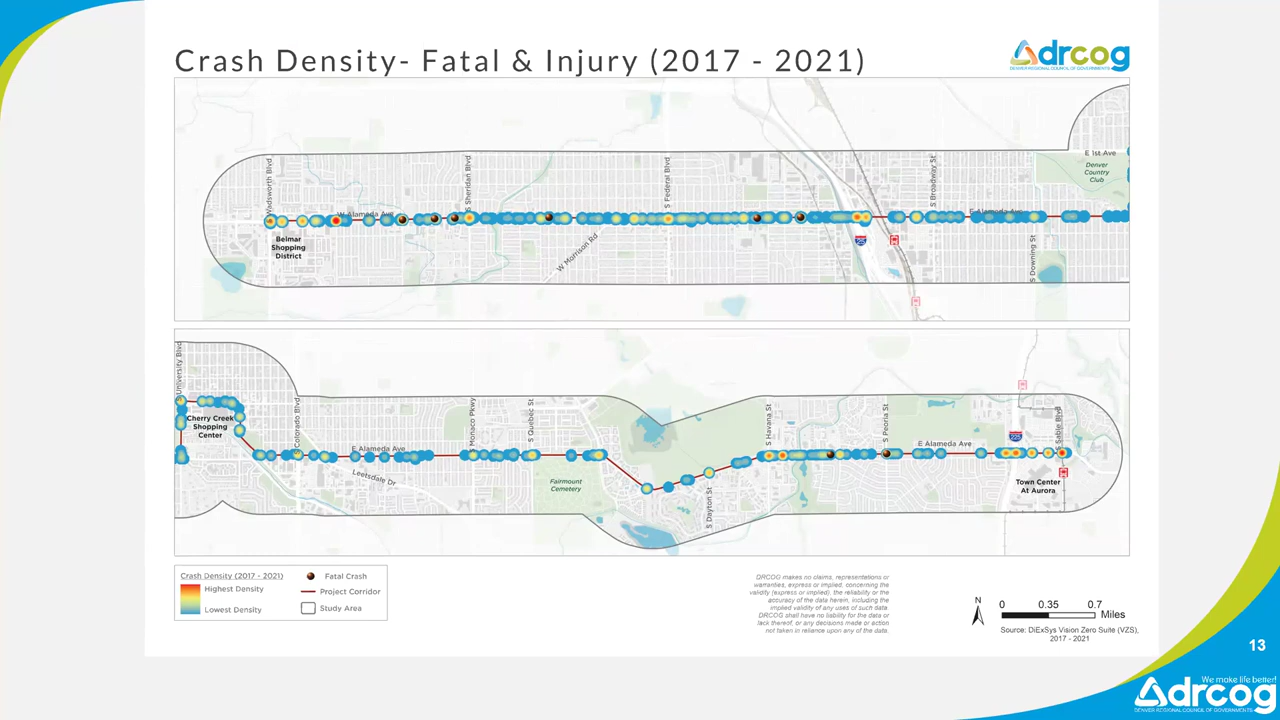 Crash Density- Fatal & Injury (2017 - 2021)
drcog
DENVER REGIONAL COUNCIL OF GOVERNMENTS
Wadsworth Blvd
S Sheridan Blvd
S Federal Blvd
S Broadway St
E 1st Ave
Denver
Country
Club
W Alameda Ave
E Alameda Ave
Belmar
Shopping
District
W Morrison Rd
25
S Downing St
University Blvd
Cherry Creek
Shopping
Center
S Colorado Blvd
E Alameda Ave
Leetsdale Dr
S Monaco Pkwy
S Quebec St
Fairmount
Cemetery
S Dayton St
S Havana St
S Peoria St
E Alameda Ave
225
S Sable Blvd
Town Center
At Aurora
Crash Density (2017 - 2021)
Highest Density
Lowest Density
Fatal Crash
Project Corridor
Study Area
DRCOG makes no claims, representations or
warranties, express or implied, concerning the
validity (express or implied), the reliability or the
accuracy of the data herein, including the
implied validity of any uses of such data.
DRCOG shall have no liability for the data or
lack thereof, or any decisions made or action
not taken in reliance upon any of the data.
N
0 0.35 0.7
Miles
Source: DiExSys Vision Zero Suite (VZS),
2017 - 2021
13
We make life better!
drcog
DENVER REGIONAL COUNCIL OF GOVERNMENTS